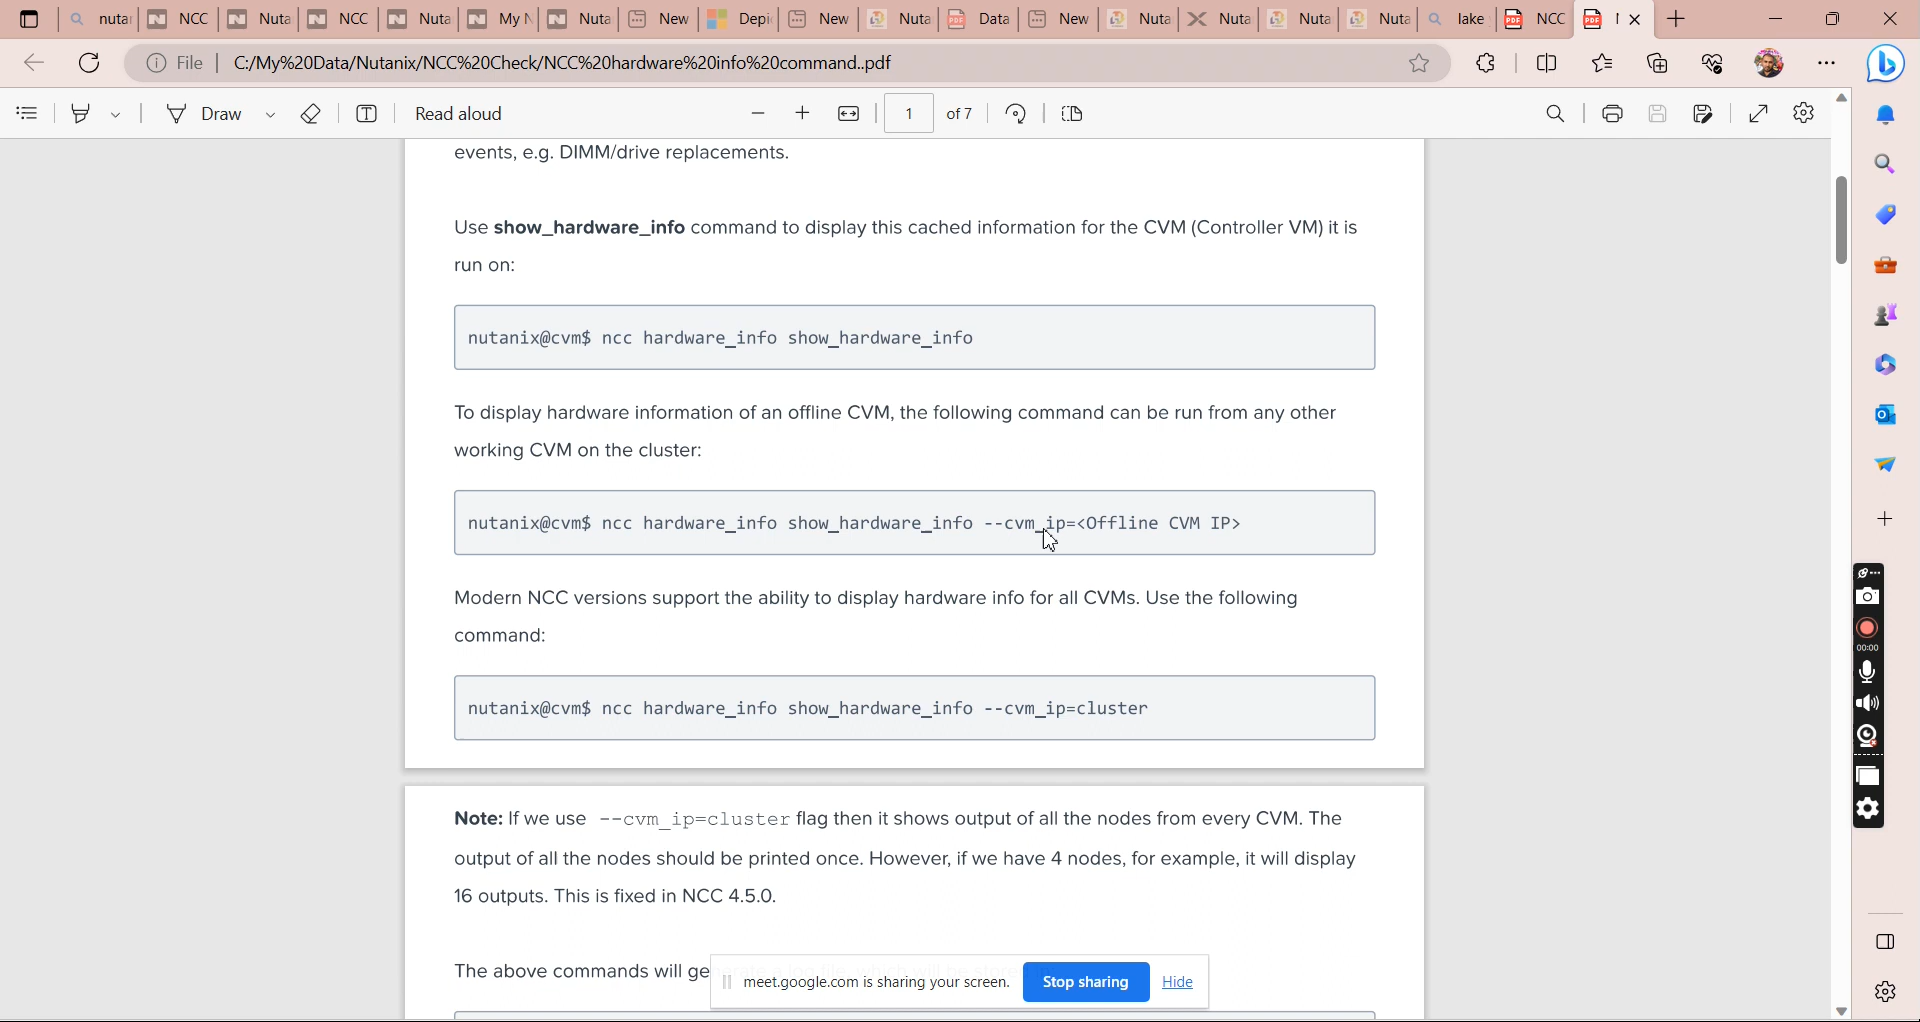 nutar
NCC
Nuta
NCC
Nuta
My N
Nuta
New
Depi
New
Nuta
Data
New
Nuta
Nuta
Nuta
Nuta
lake
NCC
File
C:/My%20Data/Nutanix/NCC%20Check/NCC%20hardware%20info%20command..pdf
Draw
Read aloud
1
of 7
events, e.g. DIMM/drive replacements.
Use show_hardware_info command to display this cached information for the CVM (Controller VM) it is
run on:
nutanix@cvm$ ncc hardware_info show_hardware_info
To display hardware information of an offline CVM, the following command can be run from any other
working CVM on the cluster:
nutanix@cvm$ ncc hardware_info show_hardware_info --cvm_ip=<Offline CVM IP>
Modern NCC versions support the ability to display hardware info for all CVMs. Use the following
command:
nutanix@cvm$ ncc hardware_info show_hardware_info --cvm_ip=cluster
Note: If we use --cvm_ip=cluster flag then it shows output of all the nodes from every CVM. The
output of all the nodes should be printed once. However, if we have 4 nodes, for example, it will display
16 outputs. This is fixed in NCC 4.5.0.
The above commands will ge
meet.google.com is sharing your screen.
Stop sharing
Hide
00:00